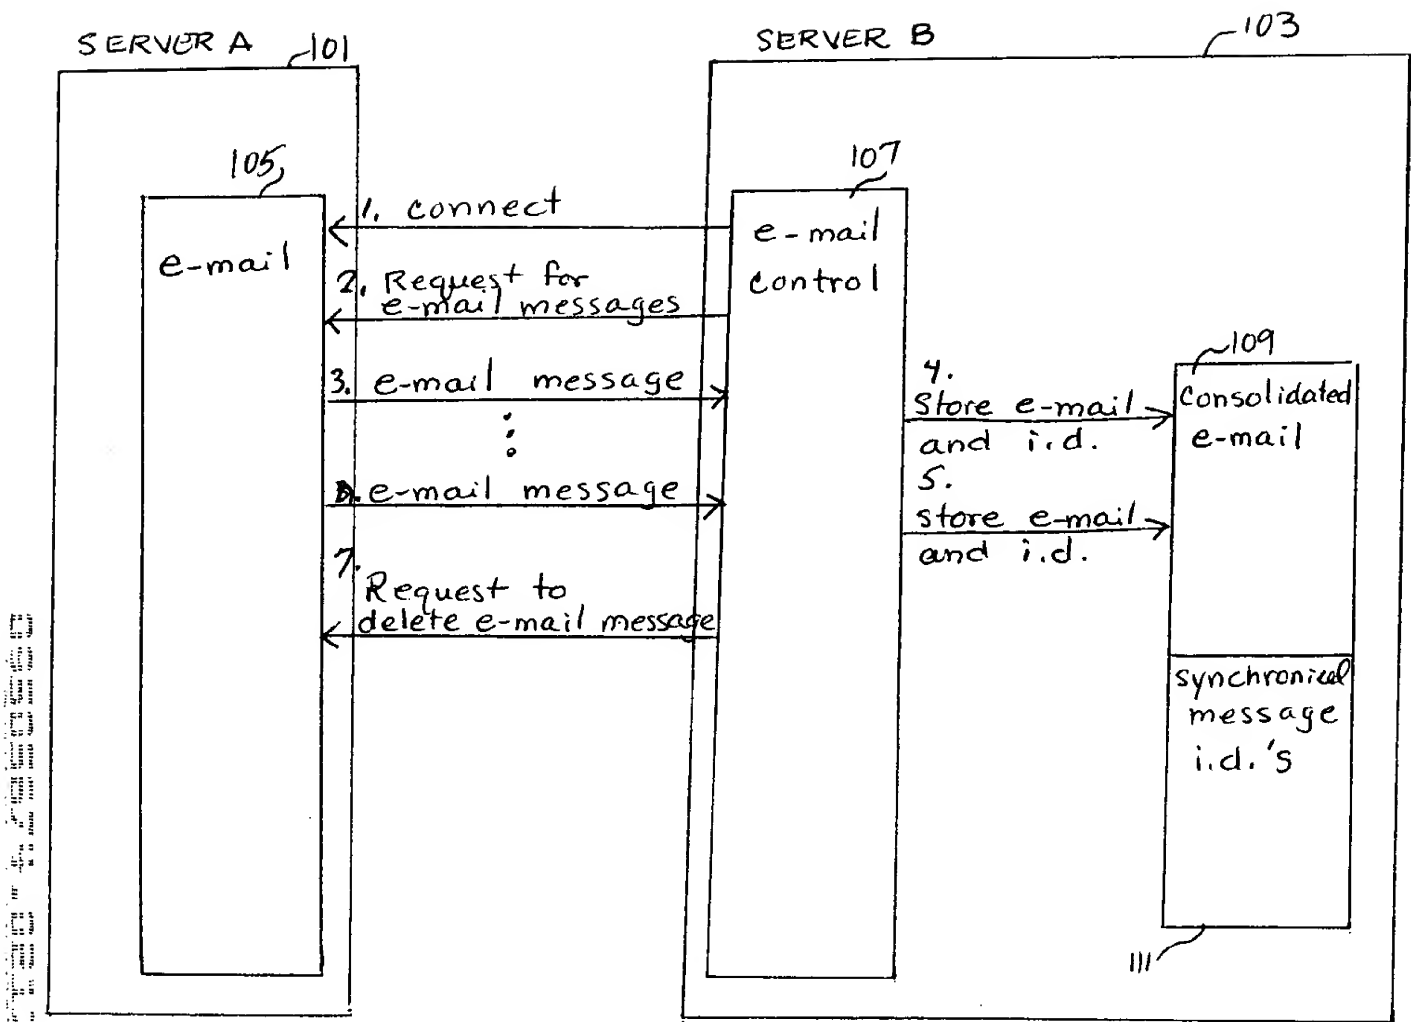 SERVER A
101
SERVER B
103
105
e-mail
107
e-mail
control
1. connect
2. Request for
e-mail messages
3. e-mail message
e-mail message
7.
Request to
delete e-mail message
4.
Store e-mail
and i.d.
5.
store e-mail
and i.d.
109
Consolidated
e-mail
message
i.d.'s
111